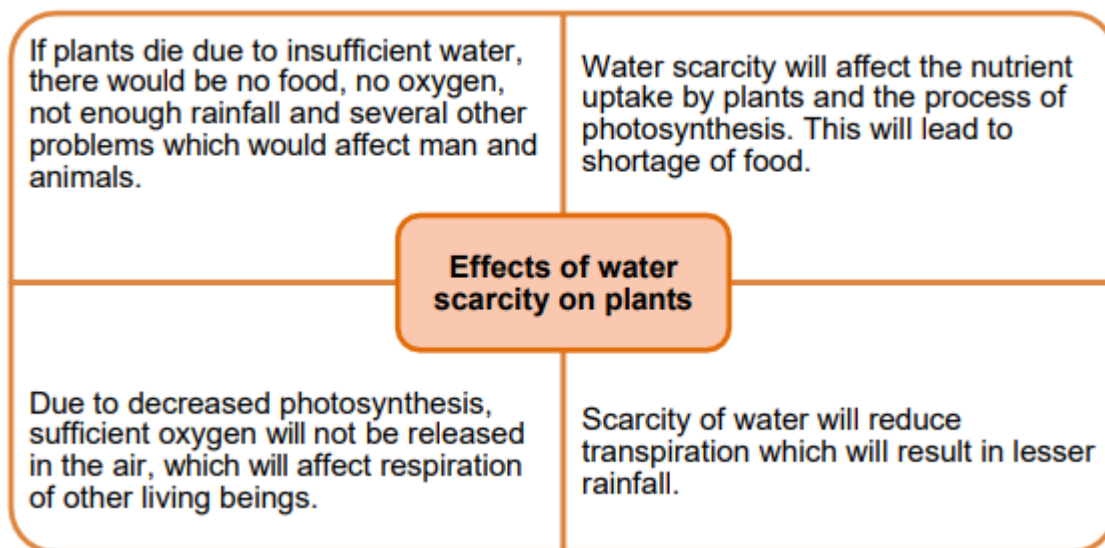 If plants die due to insufficient water,
there would be no food, no oxygen,
not enough rainfall and several other
problems which would affect man and
animals.
Water scarcity will affect the nutrient
uptake by plants and the process of
photosynthesis. This will lead to
shortage of food.
Effects of water
scarcity on plants
Due to decreased photosynthesis,
sufficient oxygen will not be released
in the air, which will affect respiration
of other living beings.
Scarcity of water will reduce
transpiration which will result in lesser
rainfall.